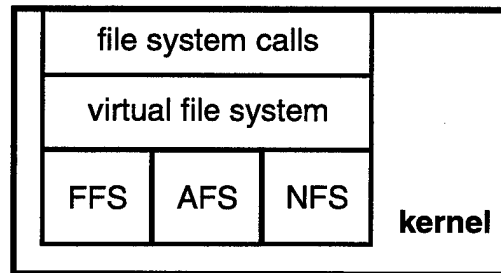 file system calls
virtual file system
FFS AFS NFS
kernel